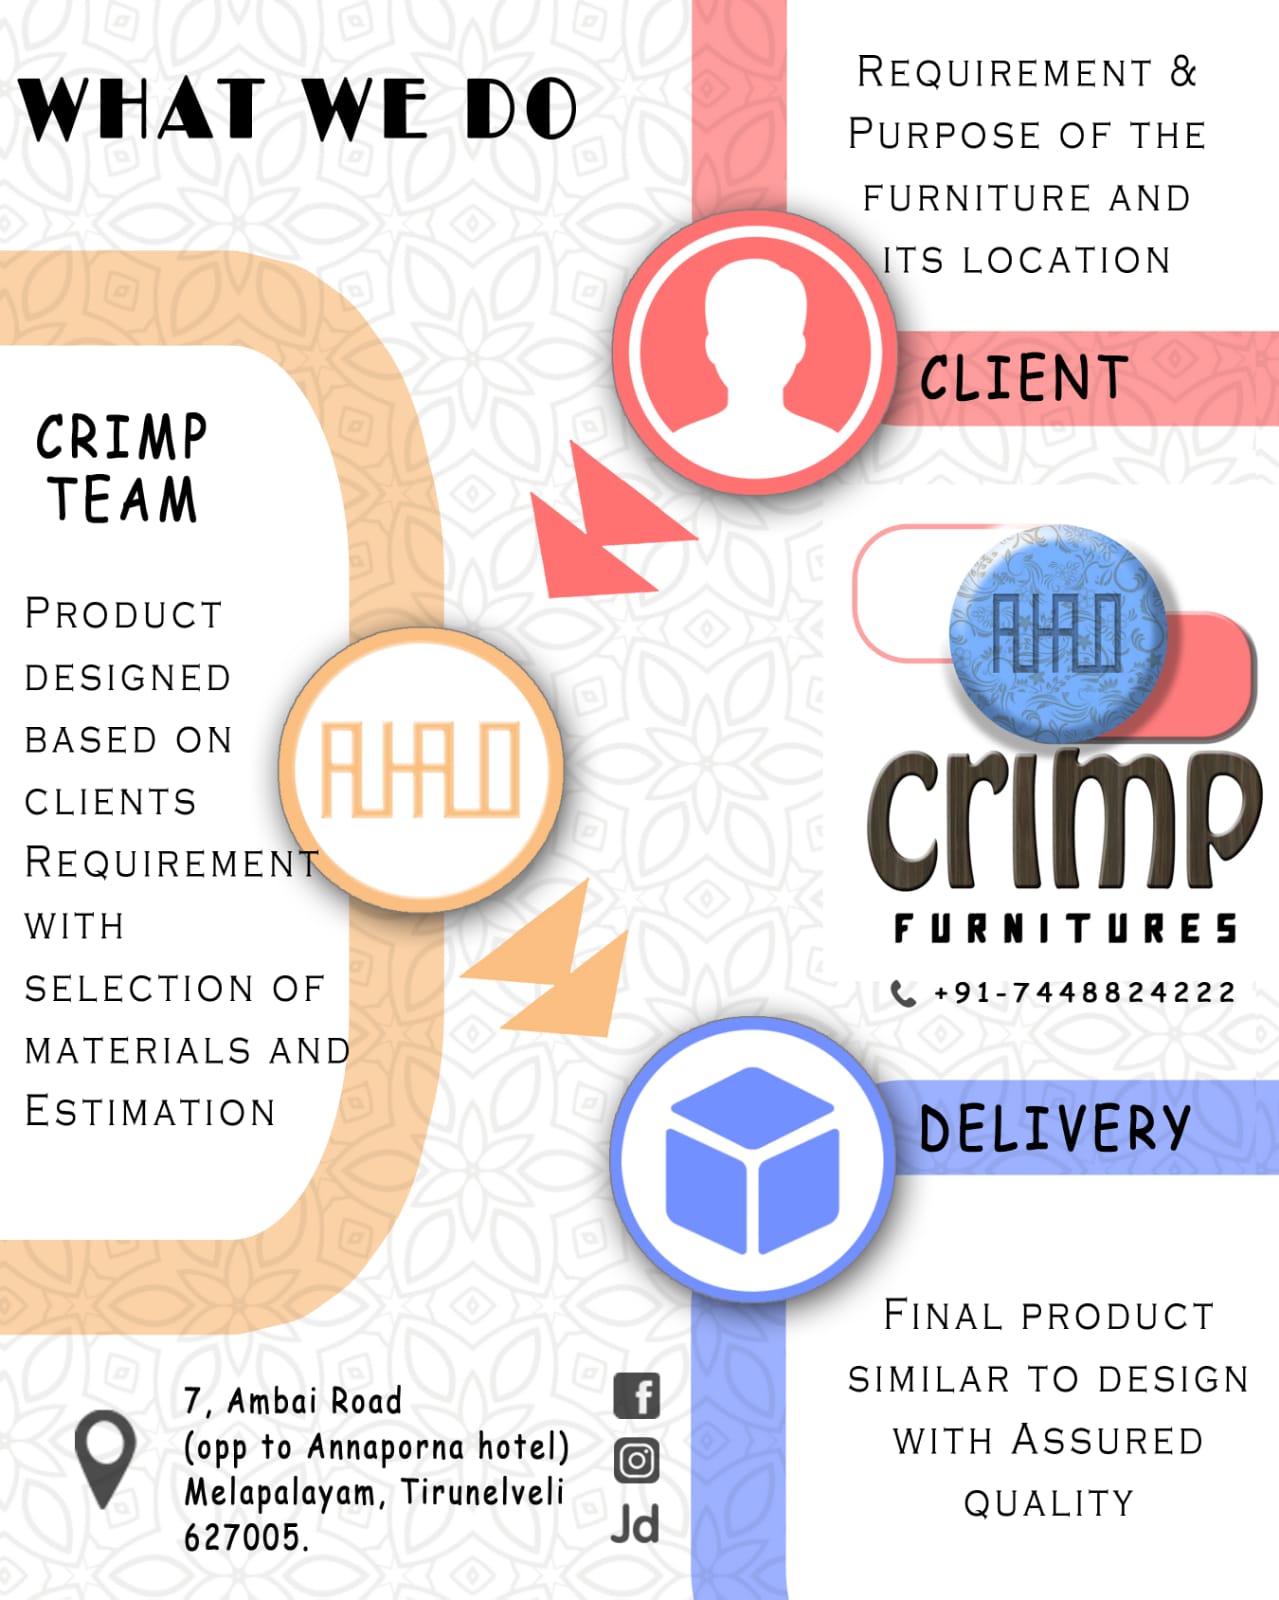 WHAT WE DO
REQUIREMENT &
PURPOSE OF THE
FURNITURE AND
ITS LOCATION
CLIENT
CRIMP
TEAM
PRODUCT
DESIGNED
BASED ON
CLIENTS
REQUIREMENT
WITH
SELECTION OF
MATERIALS AND
ESTIMATION
crimp
FURNITURES
+91-7448824222
DELIVERY
FINAL PRODUCT
SIMILAR TO DESIGN
WITH ASSURED
QUALITY
7, Ambai Road
(opp to Annaporna hotel)
Melapalayam, Tirunelveli
627005.
f
Jd